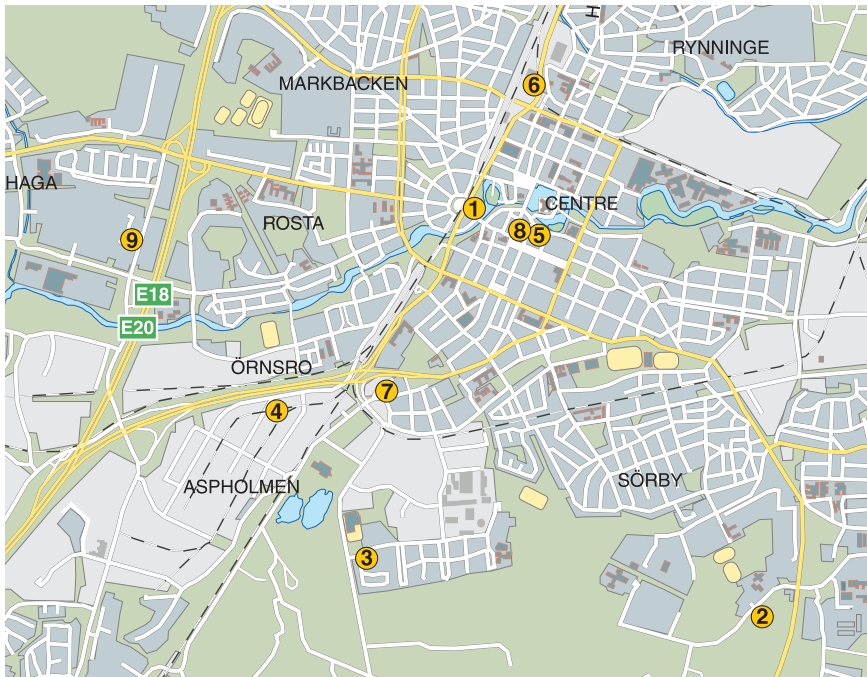 H
RYNNINGE
MARKBACKEN
6
HAGA
1
CENTRE
ROSTA
8
5
9
E18
E20
ÖRNSRO
7
4
SÖRBY
ASPHOLMEN
3
2